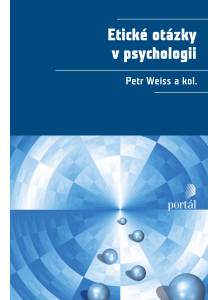 Etické otázky
v psychologii
Petr Weiss a kol.
portál